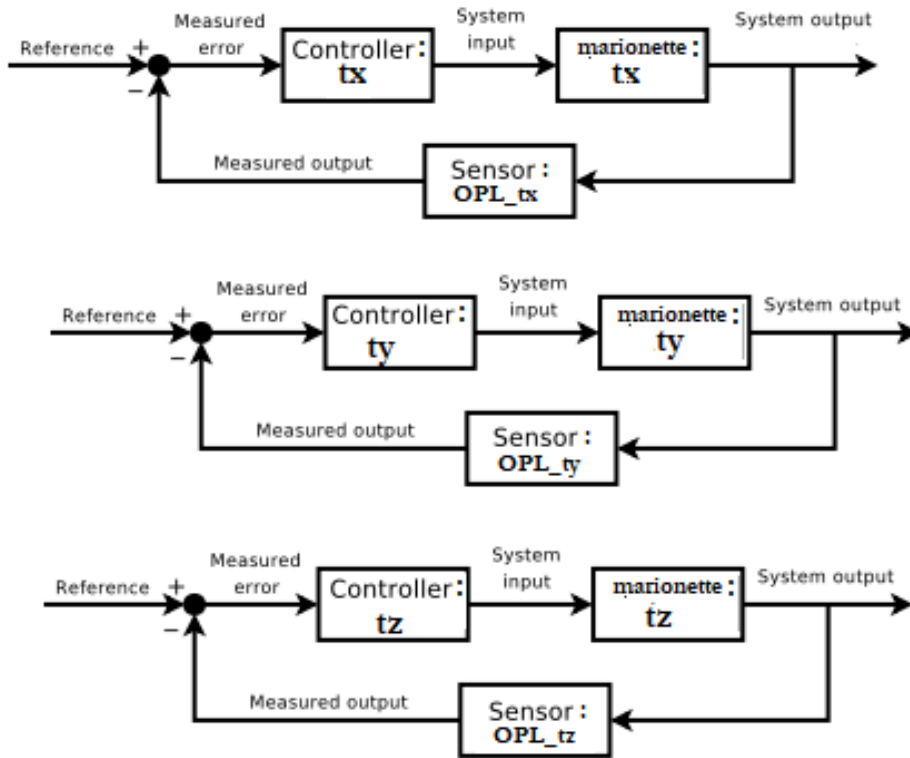 Reference
+
−
Measured
error
Controller:
tx
System
input
marionette:
tx
System output
Measured output
Sensor:
OPL_tx
Reference
+
−
Measured
error
Controller:
ty
System
input
marionette:
ty
System output
Measured output
Sensor:
OPL_ty
Reference
+
−
Measured
error
Controller:
tz
System
input
marionette:
tz
System output
Measured output
Sensor:
OPL_tz